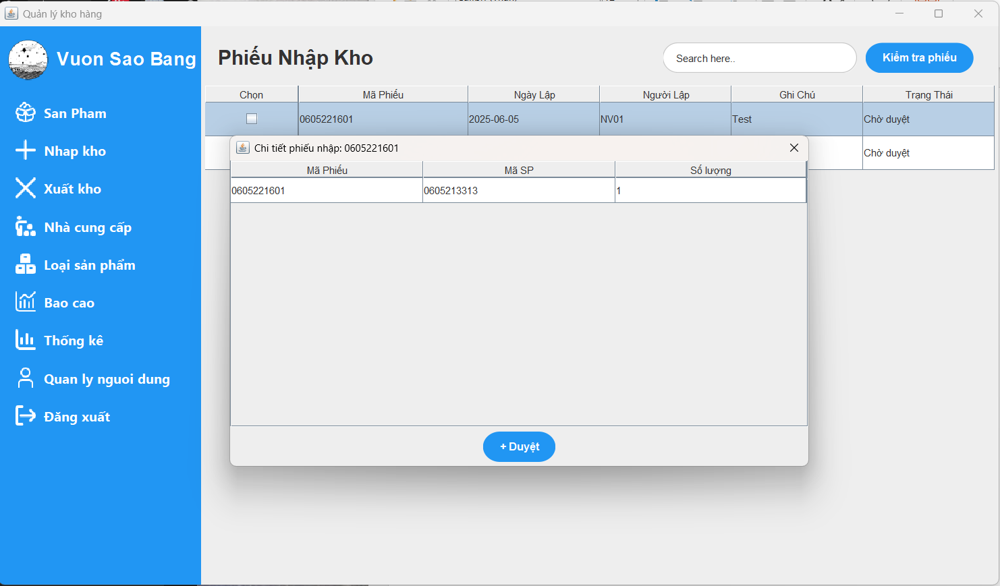 Quản lý kho hàng
Vuon Sao Bang
Phiếu Nhập Kho
Search here..
Kiểm tra phiếu
San Pham
Nhap kho
Xuất kho
Nhà cung cấp
Loại sản phẩm
Bao cao
Thống kê
Quan ly nguoi dung
Đăng xuất
Chọn Mã Phiếu Ngày Lập Người Lập Ghi Chú Trạng Thái
0605221601 2025-06-05 NV01 Test Chờ duyệt
Chờ duyệt
Chi tiết phiếu nhập: 0605221601
Mã Phiếu Mã SP Số lượng
0605221601 0605213313 1
+ Duyệt